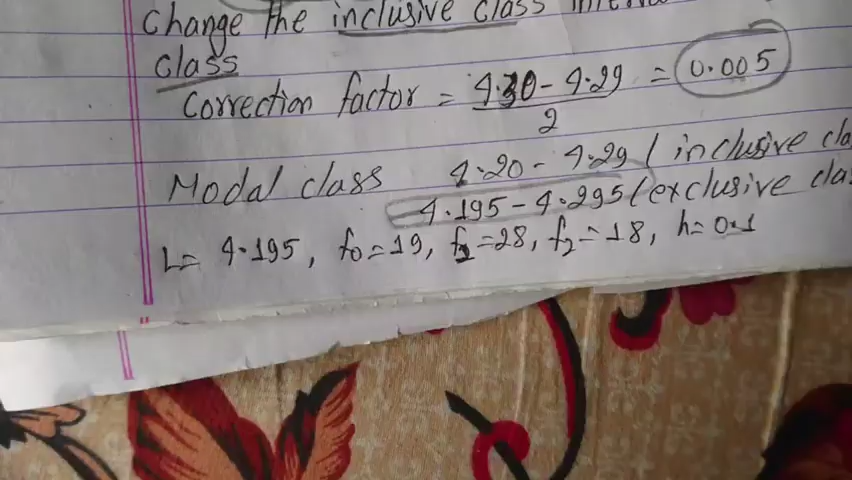 Change the inclusive class
class
Correction factor = 4.30 - 4.29 / 2 = 0.005
Modal class 4.20 - 4.29 ( inclusive
4.195 - 4.295 (exclusive
L= 4.195, f0=19, f1=28, f2=18, h=0.1